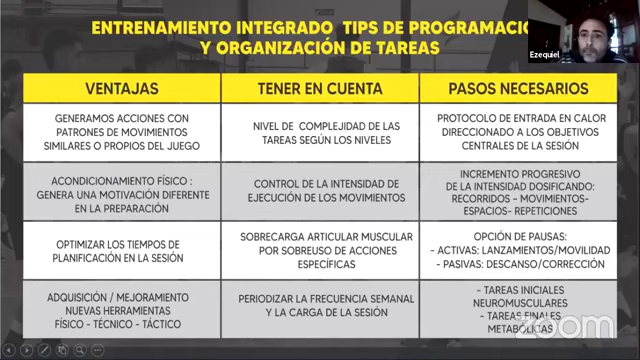 ENTRENAMIENTO INTEGRADO TIPS DE PROGRAMACIO
Y ORGANIZACIÓN DE TAREAS
Ezequiel
VENTAJAS
TENER EN CUENTA
PASOS NECESARIOS
GENERAMOS ACCIONES CON
PATRONES DE MOVIMIENTOS
SIMILARES O PROPIOS DEL JUEGO
NIVEL DE COMPLEJIDAD DE LAS
TAREAS SEGÚN LOS NIVELES
PROTOCOLO DE ENTRADA EN CALOR
DIRECCIONADO A LOS OBJETIVOS
CENTRALES DE LA SESIÓN
ACONDICIONAMIENTO FÍSICO :
GENERA UNA MOTIVACIÓN DIFERENTE
EN LA PREPARACIÓN
CONTROL DE LA INTENSIDAD DE
EJECUCIÓN DE LOS MOVIMIENTOS
INCREMENTO PROGRESIVO
DE LA INTENSIDAD DOSIFICANDO:
RECORRIDOS - MOVIMIENTOS-
ESPACIOS- REPETICIONES
OPTIMIZAR LOS TIEMPOS DE
PLANIFICACIÓN EN LA SESIÓN
SOBRECARGA ARTICULAR MUSCULAR
POR SOBREUSO DE ACCIONES
ESPECÍFICAS
OPCIÓN DE PAUSAS:
- ACTIVAS: LANZAMIENTOS/MOVILIDAD
- PASIVAS: DESCANSO/CORRECCIÓN
ADQUISICIÓN / MEJORAMIENTO
NUEVAS HERRAMIENTAS
FÍSICO - TÉCNICO - TÁCTICO
PERIODIZAR LA FRECUENCIA SEMANAL
Y LA CARGA DE LA SESIÓN
- TAREAS INICIALES
NEUROMUSCULARES
- TAREAS FINALES
METABÓLICAS
zoom